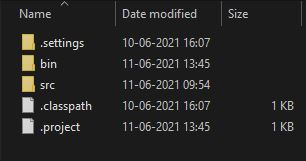 Name Date modified Size
.settings 10-06-2021 16:07
bin 11-06-2021 13:45
src 11-06-2021 09:54
.classpath 10-06-2021 16:07 1 KB
.project 11-06-2021 13:45 1 KB